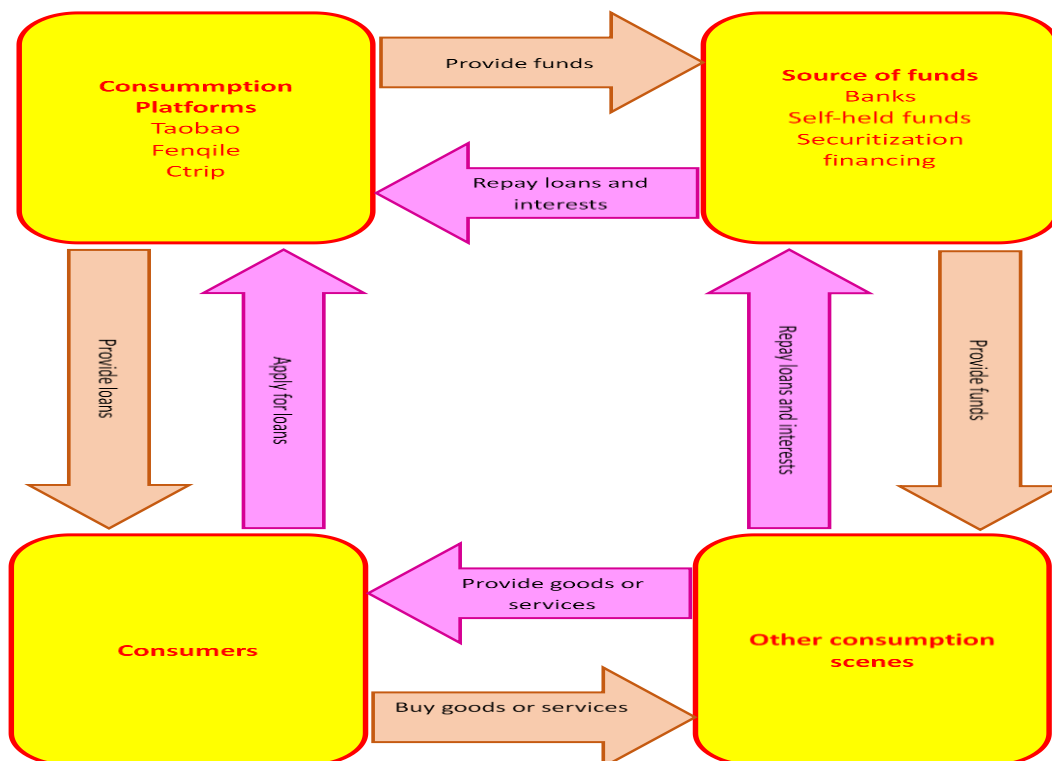 Consummption
Platforms
Taobao
Fenqile
Ctrip
Provide funds
Source of funds
Banks
Self-held funds
Securitization
financing
Repay loans and
interests
Provide loans
Apply for loans
Repay loans and interests
Provide funds
Consumers
Provide goods or
services
Buy goods or services
Other consumption
scenes